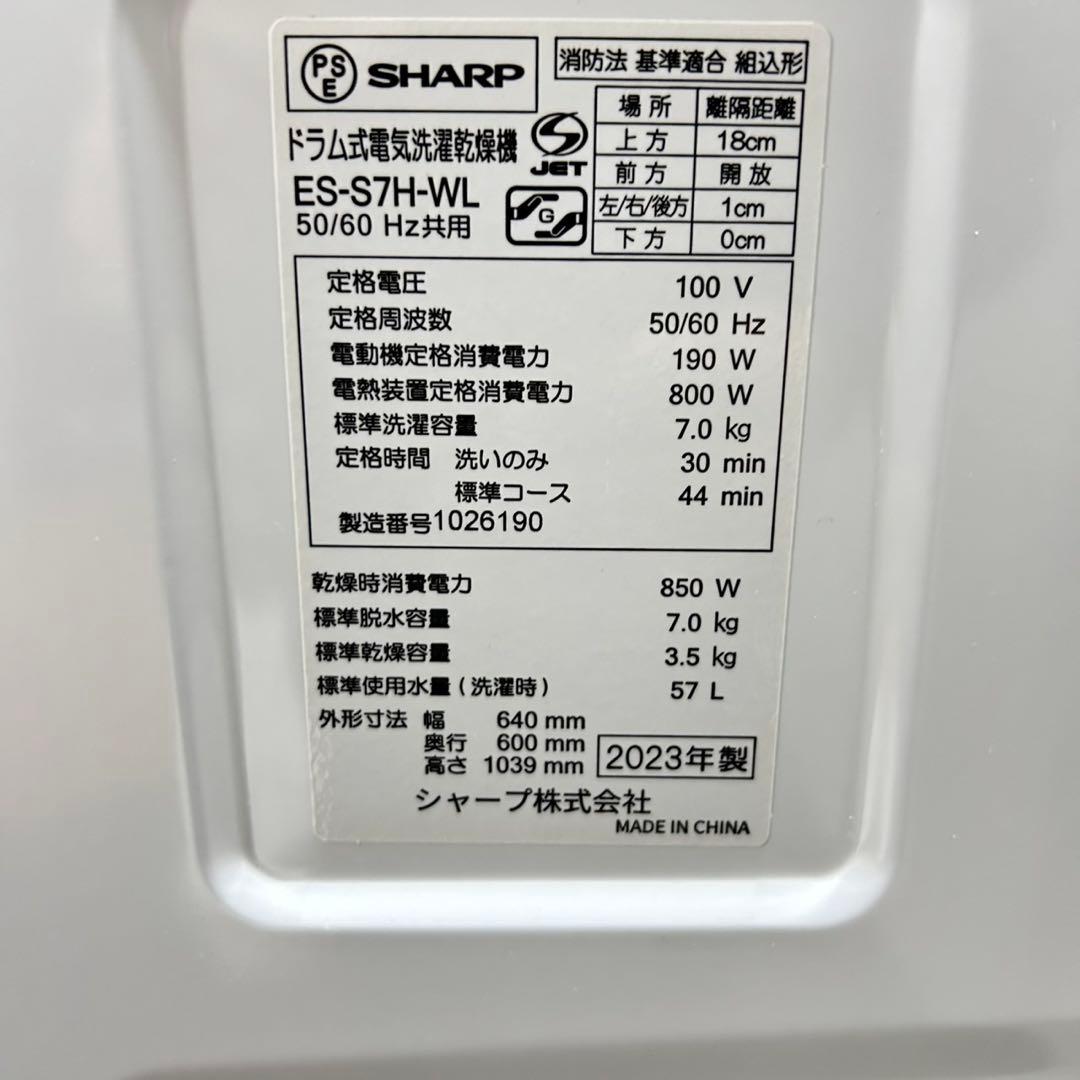 PSE SHARP
ドラム式電気洗濯乾燥機
ES-S7H-WL
50/60 Hz共用
JET
G
消防法 基準適合 組込形
場所 離隔距離
上方 18cm
前方 開放
左/右/後方 1cm
下方 0cm
定格電圧 100 V
定格周波数 50/60 Hz
電動機定格消費電力 190 W
電熱装置定格消費電力 800 W
標準洗濯容量 7.0 kg
定格時間 洗いのみ 30 min
標準コース 44 min
製造番号1026190
乾燥時消費電力 850 W
標準脱水容量 7.0 kg
標準乾燥容量 3.5 kg
標準使用水量(洗濯時) 57 L
外形寸法 幅 640 mm
奥行 600 mm
高さ 1039 mm
2023年製
シャープ株式会社
MADE IN CHINA